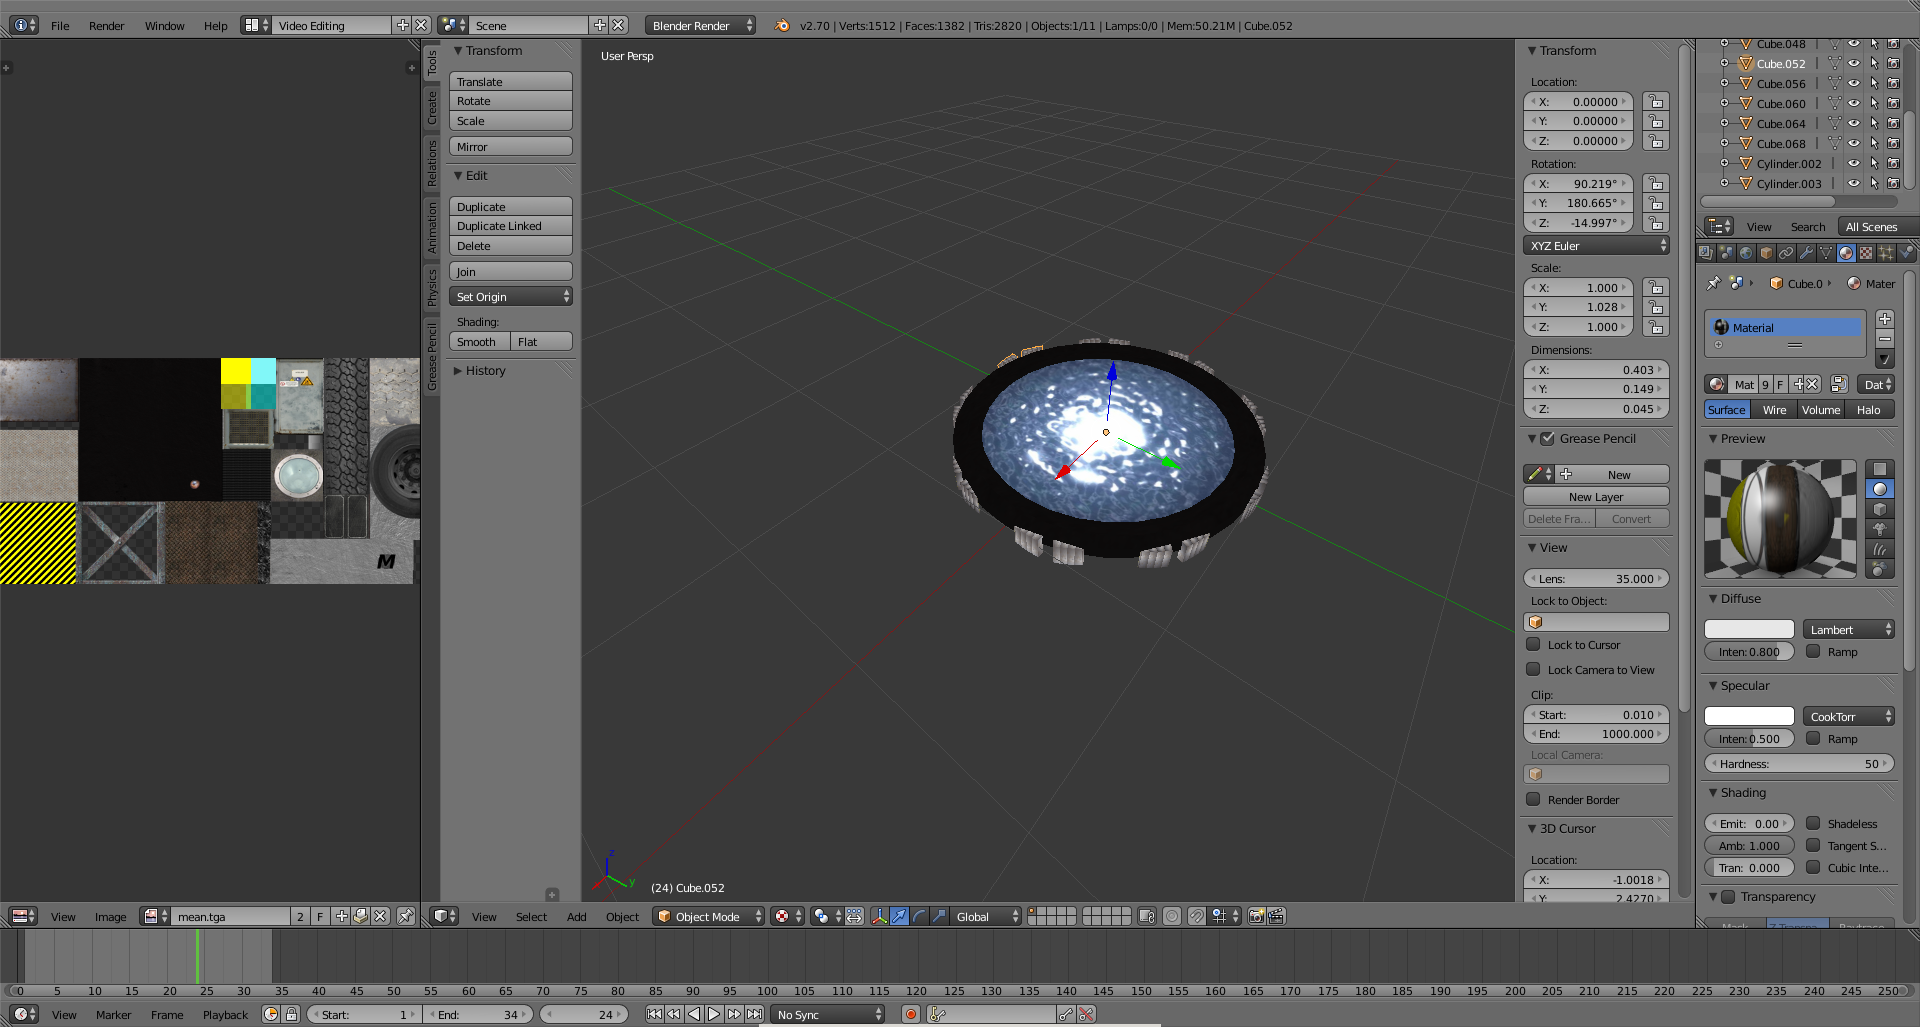 File Render Window Help Video Editing Scene Blender Render v2.70 | Verts:1512 | Faces:1382 | Tris:2820 | Objects:1/11 | Lamps:0/0 | Mem:50.21M | Cube.052
Tools
Create
Relations
Animation
Physics
Grease Pencil
Transform
Translate
Rotate
Scale
Mirror
Edit
Duplicate
Duplicate Linked
Delete
Join
Set Origin
Shading:
Smooth Flat
History
User Persp
z
y
(24) Cube.052
M
Transform
Location:
X: 0.00000
Y: 0.00000
Z: 0.00000
Rotation:
X: 90.219°
Y: 180.665°
Z: -14.997°
XYZ Euler
Scale:
X: 1.000
Y: 1.028
Z: 1.000
Dimensions:
X: 0.403
Y: 0.149
Z: 0.045
Grease Pencil
New
New Layer
Delete Fra... Convert
View
Lens: 35.000
Lock to Object:
Lock to Cursor
Lock Camera to View
Clip:
Start: 0.010
End: 1000.000
Local Camera:
Render Border
3D Cursor
Location:
X: -1.0018
Y: 2.4270
Cube.048
Cube.052
Cube.056
Cube.060
Cube.064
Cube.068
Cylinder.002
Cylinder.003
View Search All Scenes
Cube.0 Mater
Material
Mat 9 F Dat
Surface Wire Volume Halo
Preview
Diffuse
Lambert
Inten: 0.800 Ramp
Specular
CookTorr
Inten: 0.500 Ramp
Hardness: 50
Shading
Emit: 0.00 Shadeless
Amb: 1.000 Tangent S...
Tran: 0.000 Cubic Inte...
Transparency
Mask Z Transpa Raytrace
View Image mean.tga 2 F
View Select Add Object Object Mode Global
0 5 10 15 20 25 30 35 40 45 50 55 60 65 70 75 80 85 90 95 100 105 110 115 120 125 130 135 140 145 150 155 160 165 170 175 180 185 190 195 200 205 210 215 220 225 230 235 240 245 250
View Marker Frame Playback Start: 1 End: 34 24 No Sync